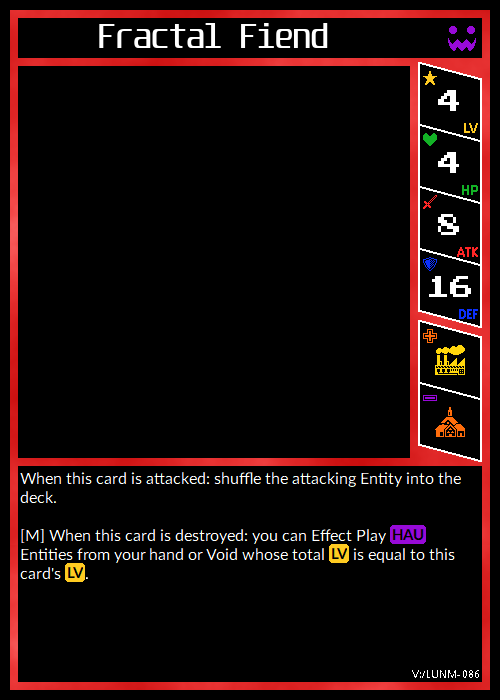 Fractal Fiend
4
LV
4
HP
8
ATK
16
DEF
When this card is attacked: shuffle the attacking Entity into the
deck.
[M] When this card is destroyed: you can Effect Play HAU
Entities from your hand or Void whose total LV is equal to this
card's LV.
V:/LUNM-086